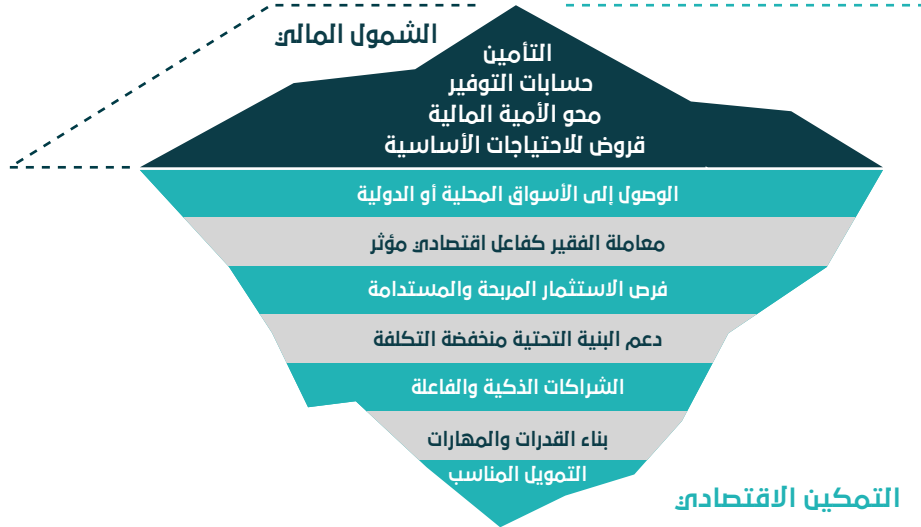 الشمول المالي
التأمين
حسابات التوفير
محو الأمية المالية
قروض للاحتياجات الأساسية
الوصول إلى الأسواق المحلية أو الدولية
معاملة الفقير كفاعل اقتصادي مؤثر
فرص الاستثمار المربحة والمستدامة
دعم البنية التحتية منخفضة التكلفة
الشراكات الذكية والفاعلة
بناء القدرات والمهارات
التمويل المناسب
التمكين الاقتصادي